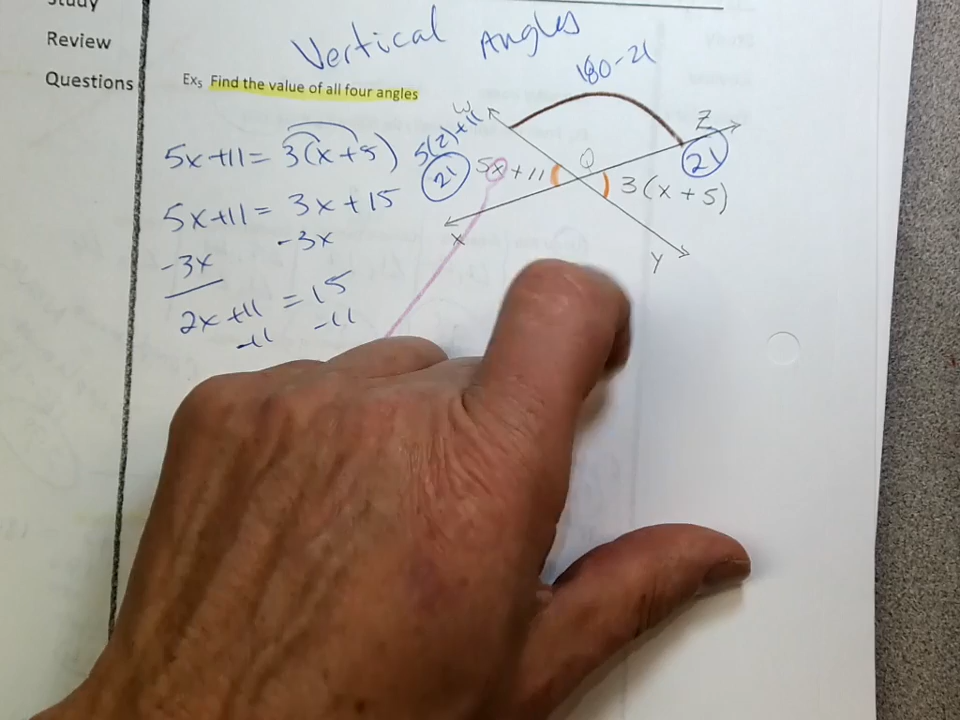 Study
Review
Questions
Vertical Angles
180-21
Ex5 Find the value of all four angles
W
Z
5(2)+11
5x+11 = 3(x+5)
21
5x+11
Q
21
3(x+5)
5x+11 = 3x+15
-3x
-3x
X
Y
2x+11 = 15
-11 -11